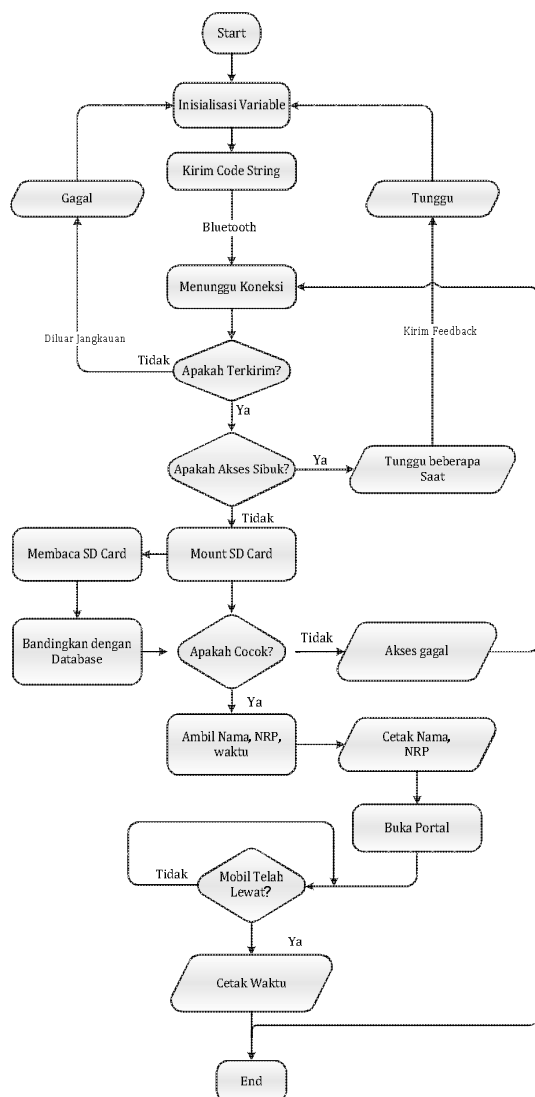 Start
Inisialisasi Variable
Kirim Code String
Gagal
Tunggu
Bluetooth
Menunggu Koneksi
Diluar Jangkauan
Kirim Feedback
Tidak
Apakah Terkirim?
Ya
Apakah Akses Sibuk?
Ya
Tunggu beberapa
Saat
Tidak
Membaca SD Card
Mount SD Card
Bandingkan dengan
Database
Apakah Cocok?
Tidak
Akses gagal
Ya
Ambil Nama, NRP,
waktu
Cetak Nama,
NRP
Buka Portal
Tidak
Mobil Telah
Lewat?
Ya
Cetak Waktu
End